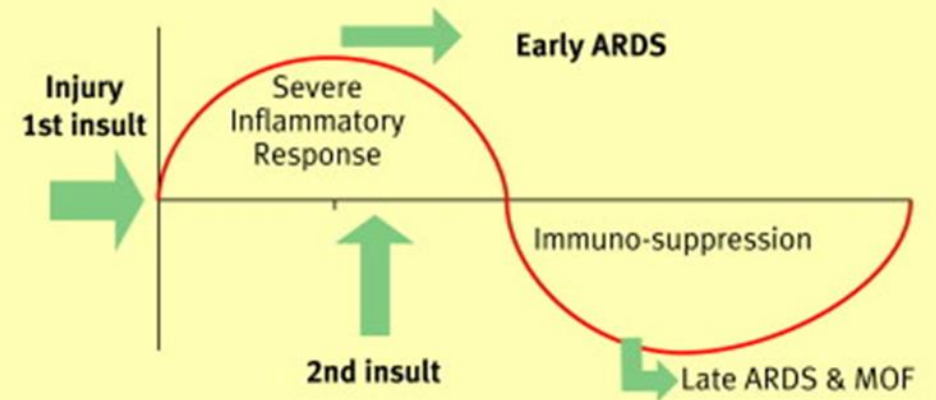 Early ARDS
Injury
1st insult
Severe
Inflammatory
Response
Immuno-suppression
2nd insult
Late ARDS & MOF